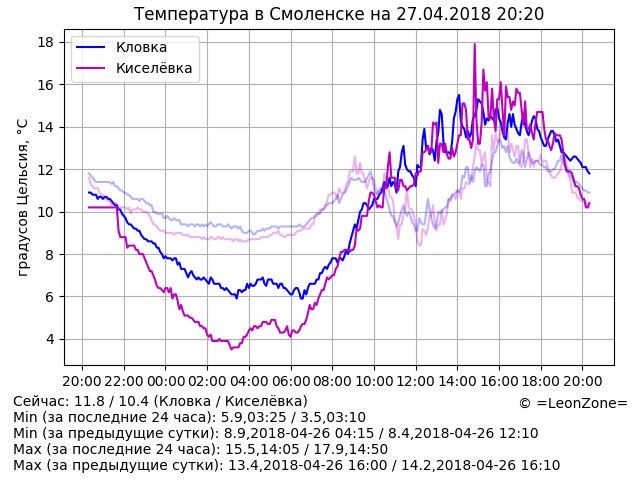 Температура в Смоленске на 27.04.2018 20:20
Кловка
Киселёвка
градусов Цельсия, °C
18
16
14
12
10
8
6
4
20:00 22:00 00:00 02:00 04:00 06:00 08:00 10:00 12:00 14:00 16:00 18:00 20:00
Сейчас: 11.8 / 10.4 (Кловка / Киселёвка)
© =LeonZone=
Min (за последние 24 часа): 5.9,03:25 / 3.5,03:10
Min (за предыдущие сутки): 8.9,2018-04-26 04:15 / 8.4,2018-04-26 12:10
Max (за последние 24 часа): 15.5,14:05 / 17.9,14:50
Max (за предыдущие сутки): 13.4,2018-04-26 16:00 / 14.2,2018-04-26 16:10